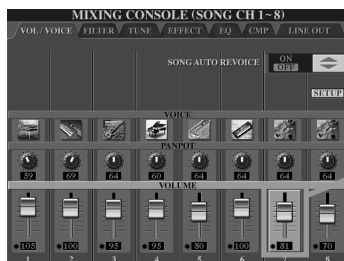 MIXING CONSOLE (SONG CH 1~8)
VOL / VOICE FILTER TUNE EFFECT EQ CMP LINE OUT
SONG AUTO REVOICE ON
OFF
SETUP
VOICE
PANPOT
59 69 64 60 64 64 64 64
VOLUME
105 100 95 95 80 100 81 70
1 2 3 4 5 6 7 8